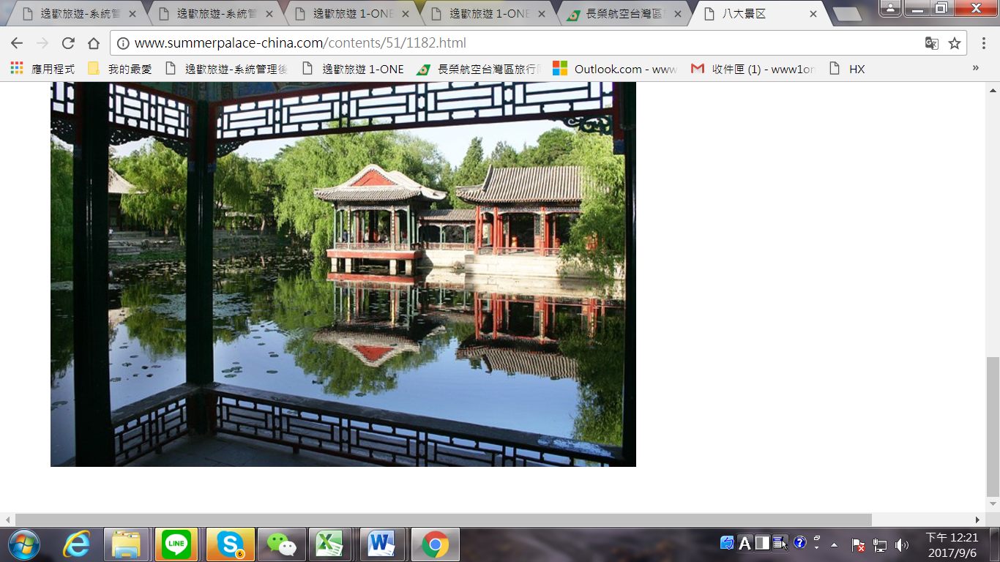 逸歡旅遊-系統管
逸歡旅遊-系統管
逸歡旅遊 1-ONE
逸歡旅遊 1-ONE
長榮航空台灣區
八大景区
www.summerpalace-china.com/contents/51/1182.html
應用程式
我的最愛
逸歡旅遊-系統管理後
逸歡旅遊 1-ONE
長榮航空台灣區旅行
Outlook.com - www
收件匣 (1) - www1on
HX
»
LINE
6
A
下午 12:21
2017/9/6